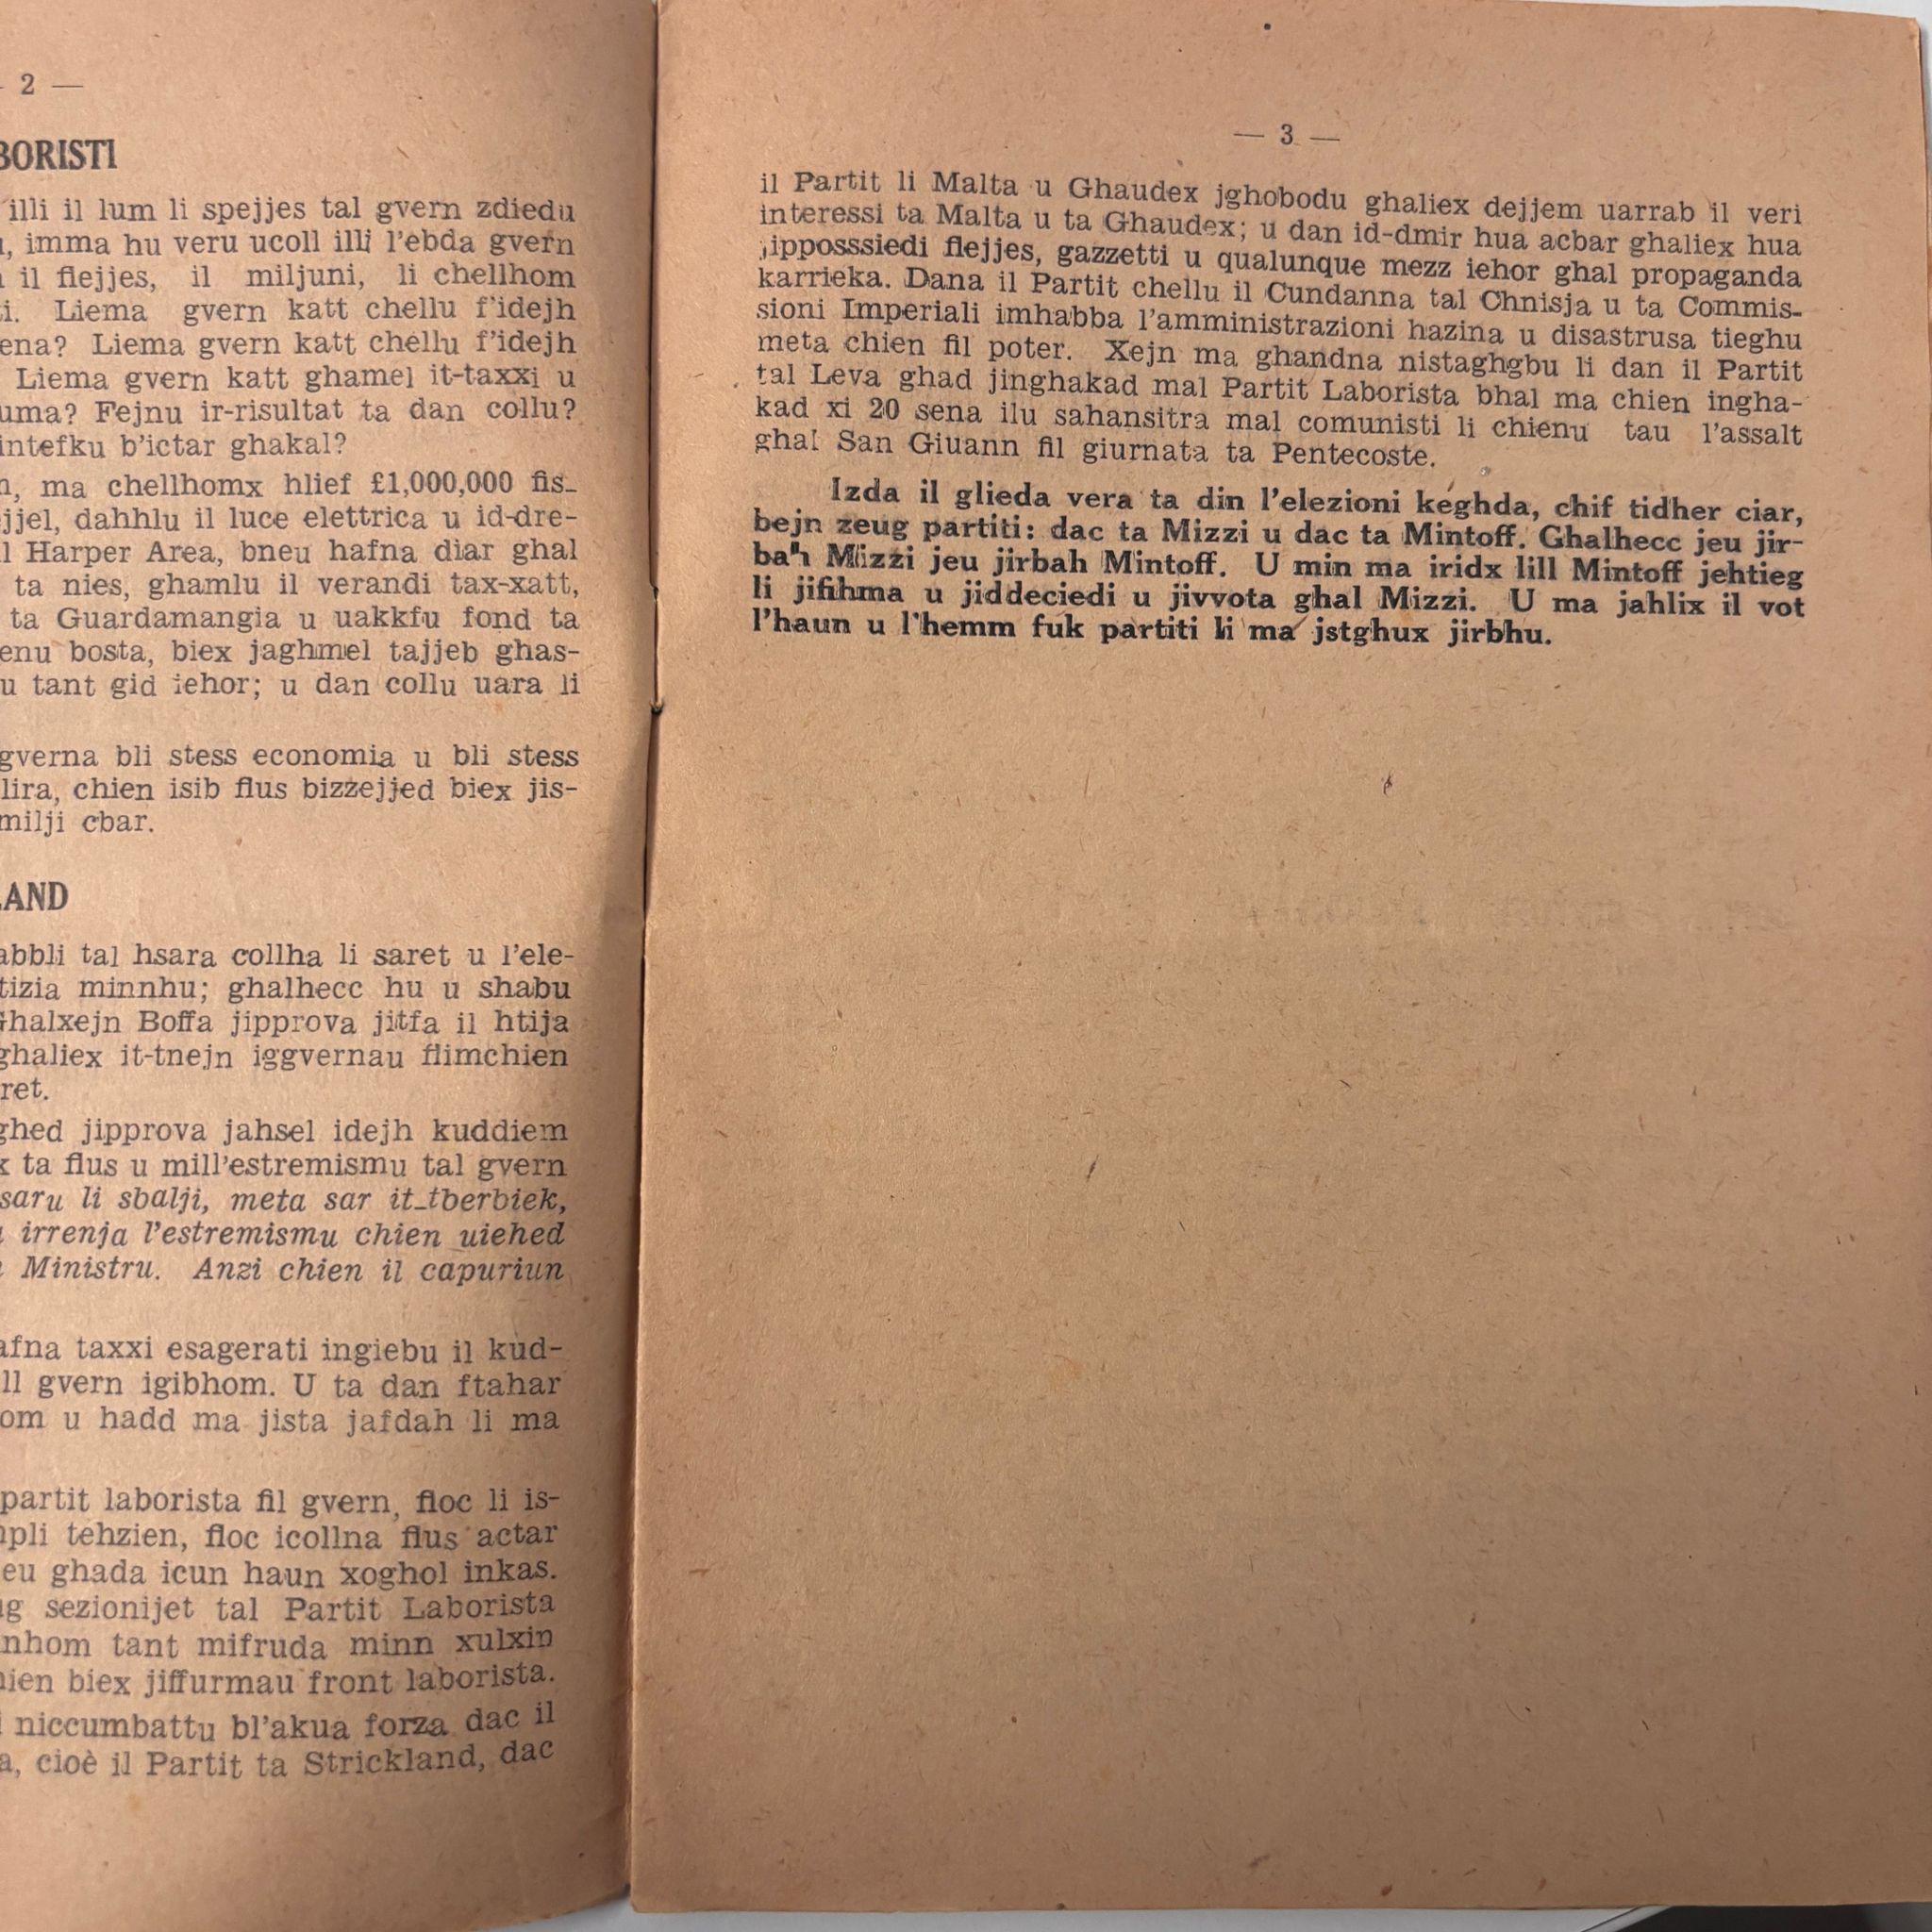 2 —
BORISTI
illi il lum li spejjes tal gvern zdiedu
, imma hu veru ucoll illi l'ebda gvern
il flejjes, il miljuni, li chellhom
i. Liema gvern katt chellu f'idejh
ena? Liema gvern katt chellu f'idejh
Liema gvern katt ghamel it-taxxi u
uma? Fejnu ir-risultat ta dan collu?
intefku b'ictar ghakal?
n, ma chellhomx hlief £1,000,000 fis-
jjel, dahhlu il luce elettrica u id-dre-
l Harper Area, bneu hafna diar ghal
ta nies, ghamlu il verandi tax-xatt,
ta Guardamangia u uakkfu fond ta
enu bosta, biex jaghmel tajjeb ghas-
u tant gid iehor; u dan collu uara li
gverna bli stess economia u bli stess
lira, chien isib flus bizzejjed biex jis-
milji cbar.
LAND
abbli tal hsara collha li saret u l'ele-
tizia minnhu; ghalhecc hu u shabu
Ghalxejn Boffa jipprova jitfa il htija
ghaliex it-tnejn iggvernau flimchien
ret.
ghed jipprova jahsel idejh kuddiem
x ta flus u mill'estremismu tal gvern
saru li sbalji, meta sar it-tberbiek,
irrenja l'estremismu chien uiehed
Ministru. Anzi chien il capuriun
afna taxxi esagerati ingiebu il kud-
ll gvern igibhom. U ta dan ftahar
om u hadd ma jista jafdah li ma
partit laborista fil gvern, floc li is-
mpli tehzien, floc icollna flus actar
eu ghada icun haun xoghol inkas.
ug sezionijet tal Partit Laborista
nhom tant mifruda minn xulxin
hien biex jiffurmau front laborista.
niccumbattu bl'akua forza dac il
a, cioè il Partit ta Strickland, dac
— 3 —
il Partit li Malta u Ghaudex jghobodu ghaliex dejjem uarrab il veri
interessi ta Malta u ta Ghaudex; u dan id-dmir hua acbar ghaliex hua
jipposssiedi flejjes, gazzetti u qualunque mezz iehor ghal propaganda
karrieka. Dana il Partit chellu il Cundanna tal Chnisja u ta Commis-
sioni Imperiali imhabba l'amministrazioni hazina u disastrusa tieghu
meta chien fil poter. Xejn ma ghandna nistaghgbu li dan il Partit
tal Leva ghad jinghakad mal Partit Laborista bhal ma chien ingha-
kad xi 20 sena ilu sahansitra mal comunisti li chienu tau l'assalt
ghal San Giuann fil giurnata ta Pentecoste.
Izda il glieda vera ta din l'elezioni keghda, chif tidher ciar,
bejn zeug partiti: dac ta Mizzi u dac ta Mintoff. Ghalhecc jeu jir-
bah Mizzi jeu jirbah Mintoff. U min ma iridx lill Mintoff jehtieg
li jifihma u jiddeciedi u jivvota ghal Mizzi. U ma jahlix il vot
l'haun u l'hemm fuk partiti li ma jstghux jirbhu.